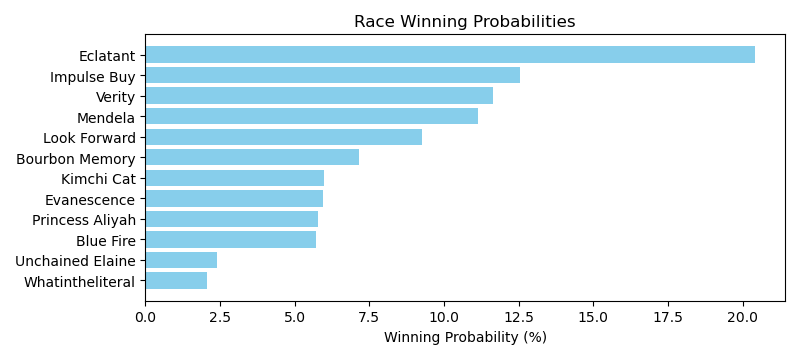 Race Winning Probabilities
Eclatant
Impulse Buy
Verity
Mendela
Look Forward
Bourbon Memory
Kimchi Cat
Evanescence
Princess Aliyah
Blue Fire
Unchained Elaine
Whatintheliteral
0.0 2.5 5.0 7.5 10.0 12.5 15.0 17.5 20.0
Winning Probability (%)